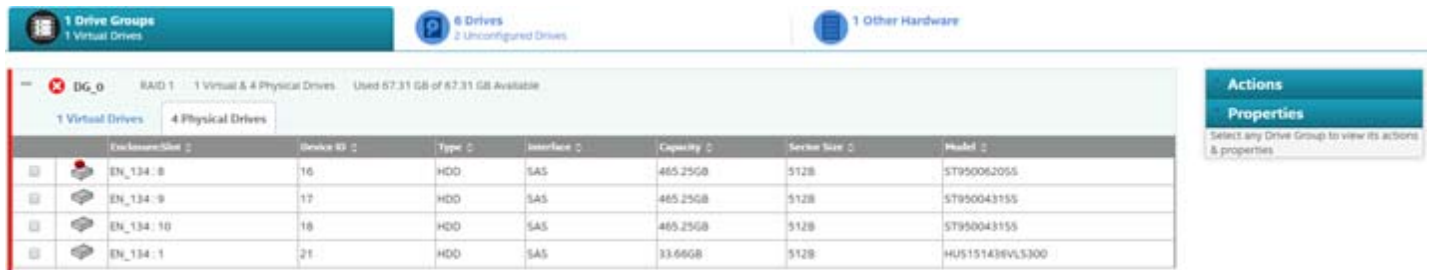 1 Drive Groups
1 Virtual Drives
6 Drives
2 Unconfigured Drives
1 Other Hardware
DG_0 RAID 1 1 Virtual & 4 Physical Drives Used 67.31 GB of 67.31 GB Available
1 Virtual Drives 4 Physical Drives
Enclosure:Slot Device ID Type Interface Capacity Sector Size Model
EN_134 : 8 16 HDD SAS 465.25GB 512B ST9500620SS
EN_134 : 9 17 HDD SAS 465.25GB 512B ST9500431SS
EN_134 : 10 18 HDD SAS 465.25GB 512B ST9500431SS
EN_134 : 1 21 HDD SAS 33.66GB 512B HUS151436VLS300
Actions
Properties
Select any Drive Group to view its actions
& properties